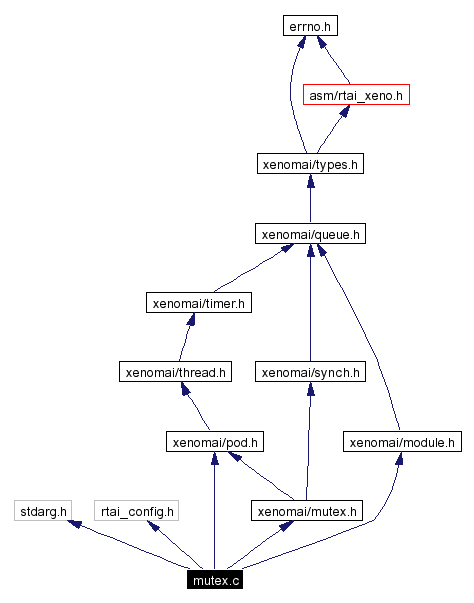 errno.h
asm/rtai_xeno.h
xenomai/types.h
xenomai/queue.h
xenomai/timer.h
xenomai/thread.h
xenomai/synch.h
xenomai/pod.h
xenomai/module.h
stdarg.h
rtai_config.h
xenomai/mutex.h
mutex.c